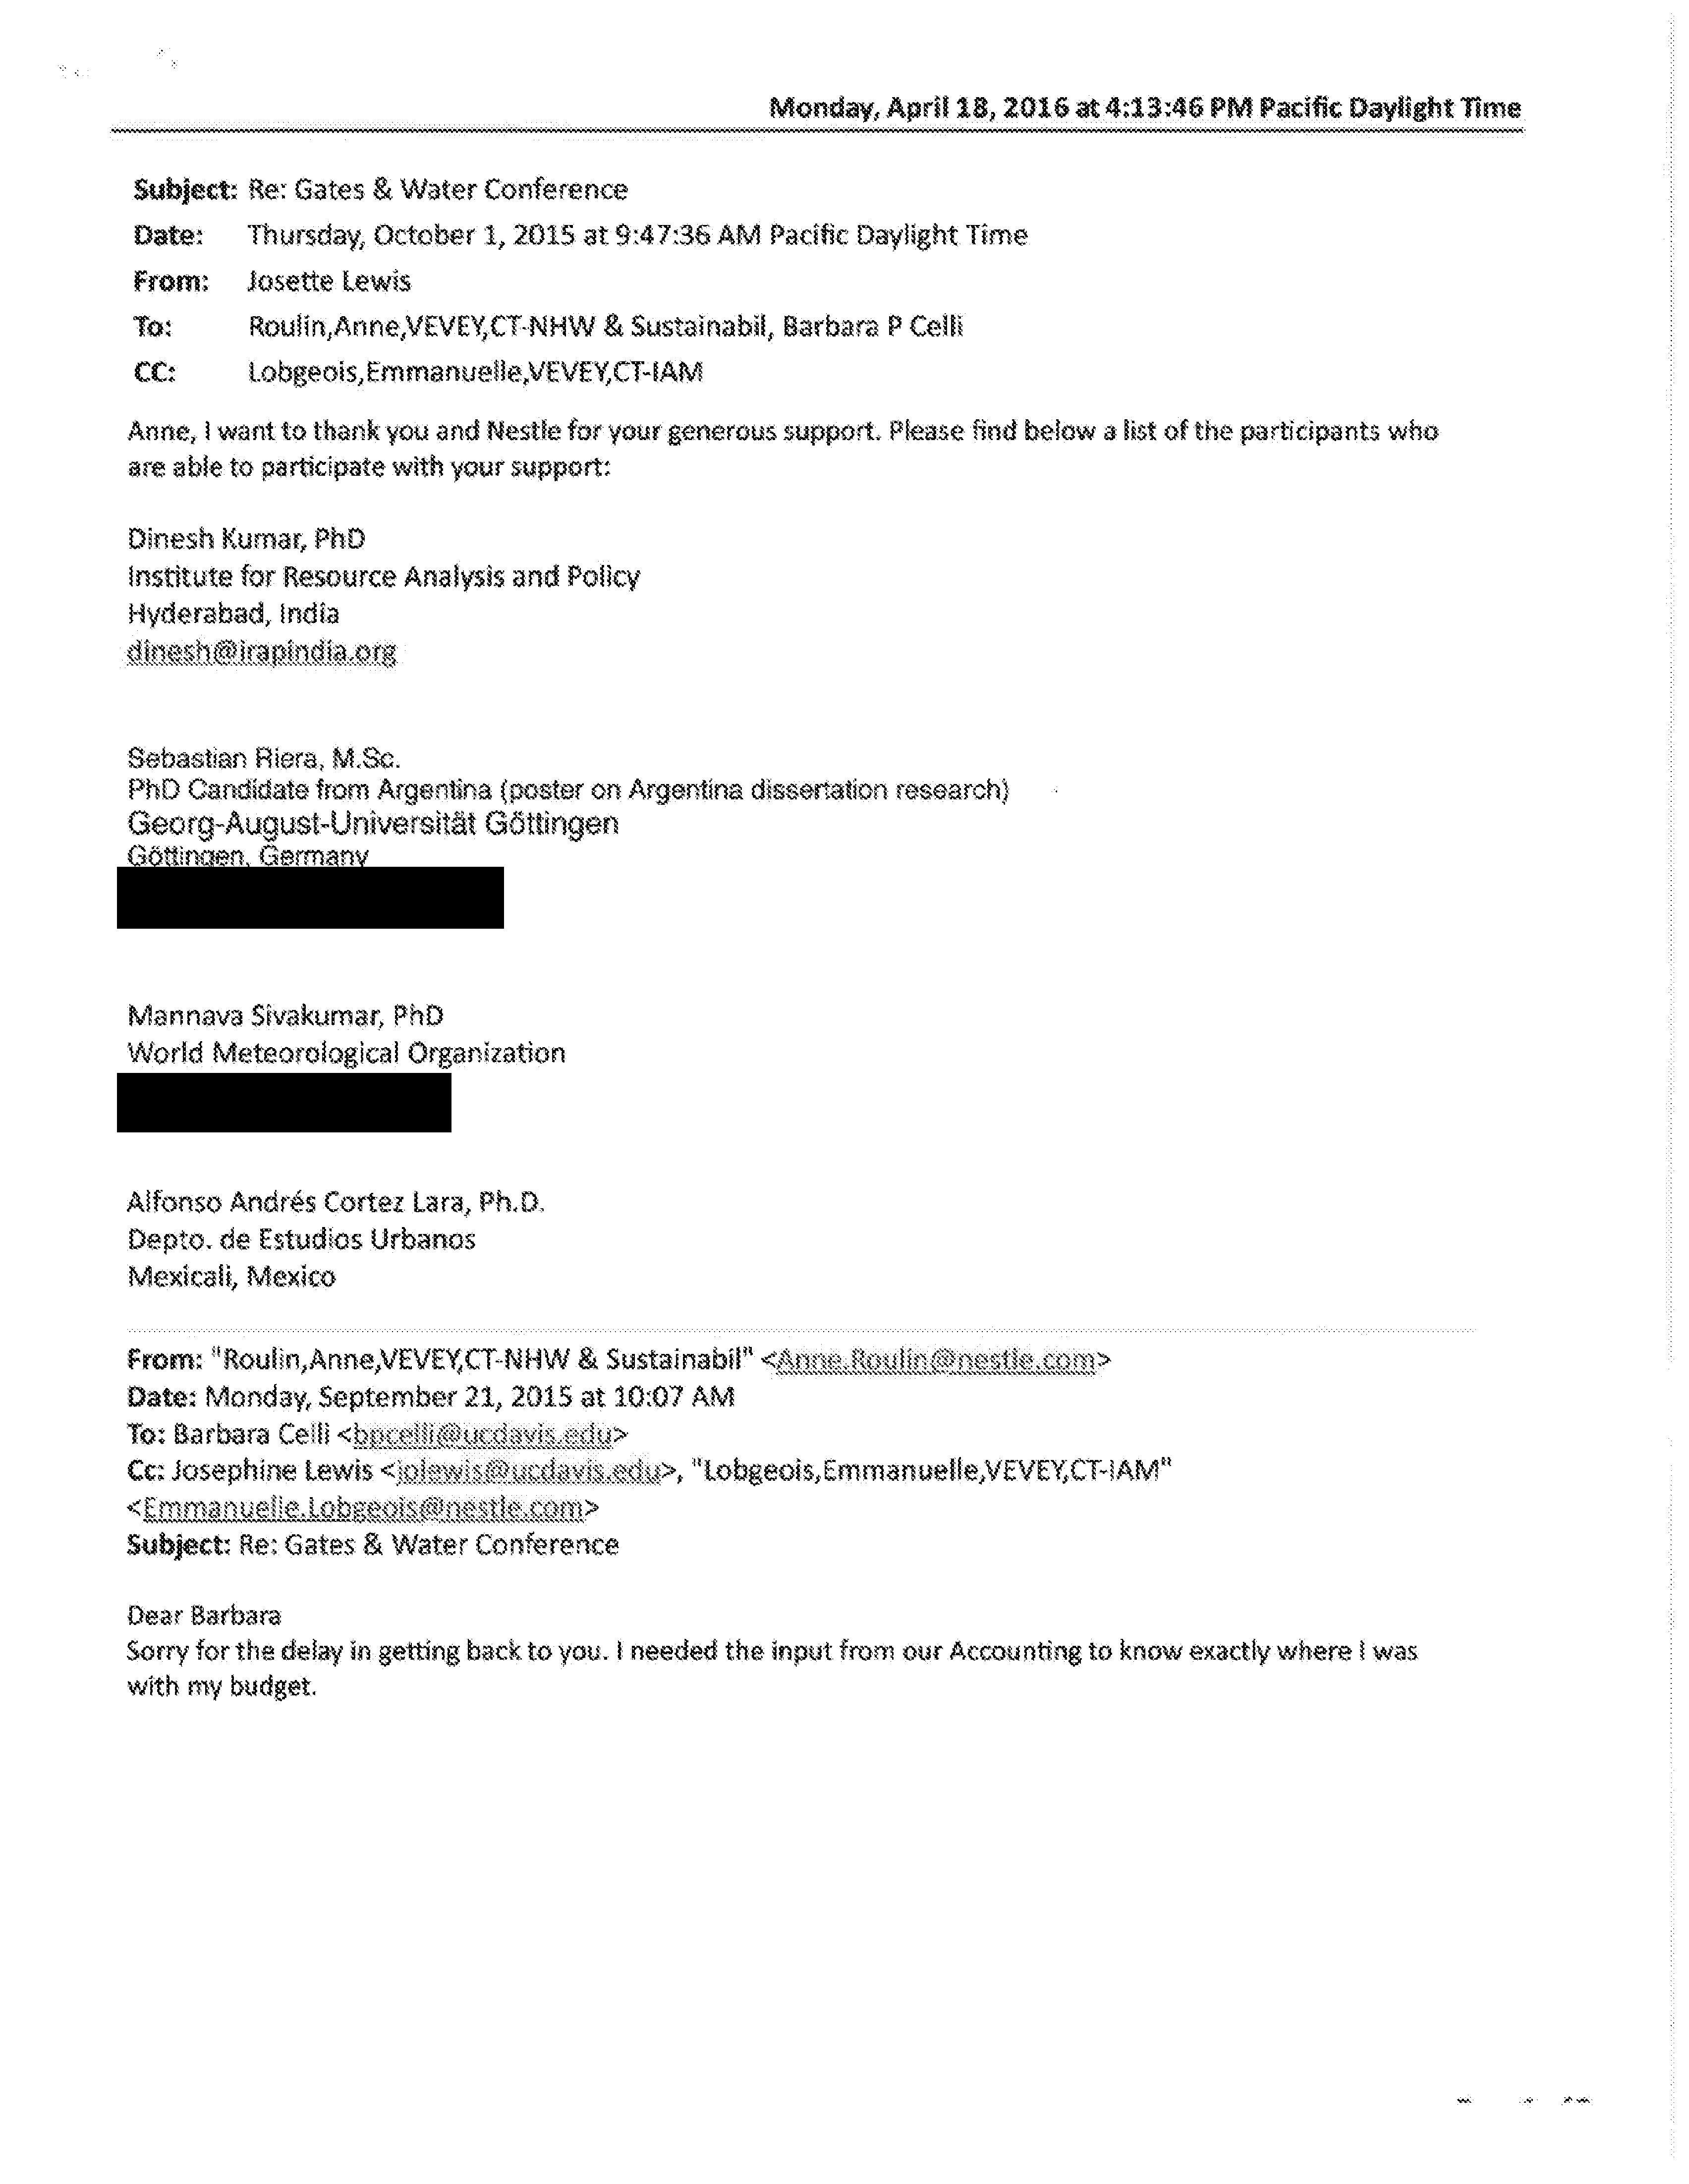 Monday, April 18, 2016 at 4:13:46 PM Pacific Daylight Time
Subject: Re: Gates & Water Conference
Date: Thursday, October 1, 2015 at 9:47:36 AM Pacific Daylight Time
From: Josette Lewis
To: Roulin,Anne,VEVEY,CT-NHW & Sustainabil, Barbara P Celli
CC: Lobgeois,Emmanuelle,VEVEY,CT-IAM
Anne, I want to thank you and Nestle for your generous support. Please find below a list of the participants who
are able to participate with your support:
Dinesh Kumar, PhD
Institute for Resource Analysis and Policy
Hyderabad, India
dinesh@irapindia.org
Sebastian Riera, M.Sc.
PhD Candidate from Argentina (poster on Argentina dissertation research)
Georg-August-Universität Göttingen
Göttingen, Germany
Mannava Sivakumar, PhD
World Meteorological Organization
Alfonso Andrés Cortez Lara, Ph.D.
Depto. de Estudios Urbanos
Mexicali, Mexico
From: "Roulin,Anne,VEVEY,CT-NHW & Sustainabil" <Anne.Roulin@nestle.com>
Date: Monday, September 21, 2015 at 10:07 AM
To: Barbara Celli <bpcelli@ucdavis.edu>
Cc: Josephine Lewis <jolewis@ucdavis.edu>, "Lobgeois,Emmanuelle,VEVEY,CT-IAM"
<Emmanuelle.Lobgeois@nestle.com>
Subject: Re: Gates & Water Conference
Dear Barbara
Sorry for the delay in getting back to you. I needed the input from our Accounting to know exactly where I was
with my budget.